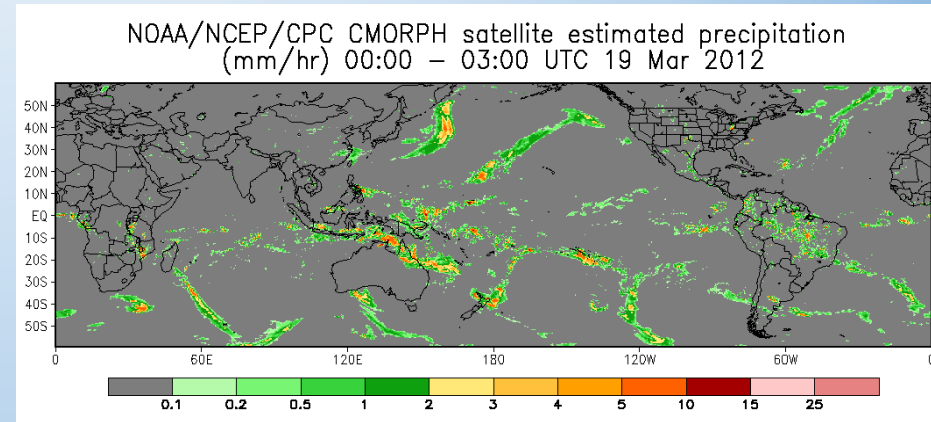 NOAA/NCEP/CPC CMORPH satellite estimated precipitation
(mm/hr) 00:00 – 03:00 UTC 19 Mar 2012
50N
40N
30N
20N
10N
EQ
10S
20S
30S
40S
50S
0 60E 120E 180 120W 60W 0
0.1 0.2 0.5 1 2 3 4 5 10 15 25